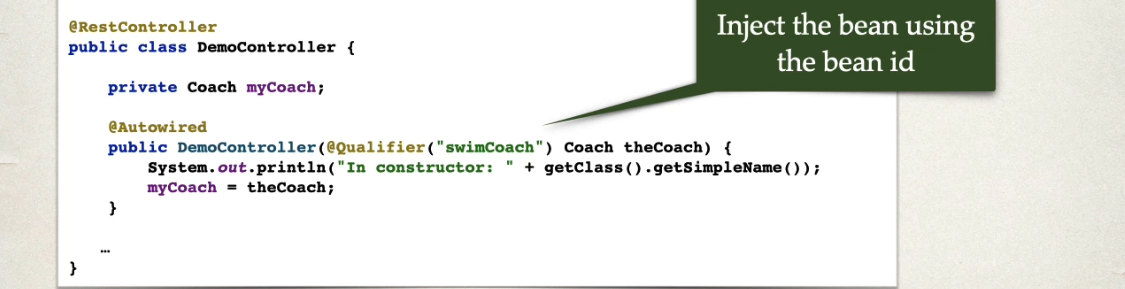 @RestController
public class DemoController {
private Coach myCoach;
@Autowired
public DemoController(@Qualifier("swimCoach") Coach theCoach) {
System.out.println("In constructor: " + getClass().getSimpleName());
myCoach = theCoach;
}
…
}
Inject the bean using
the bean id